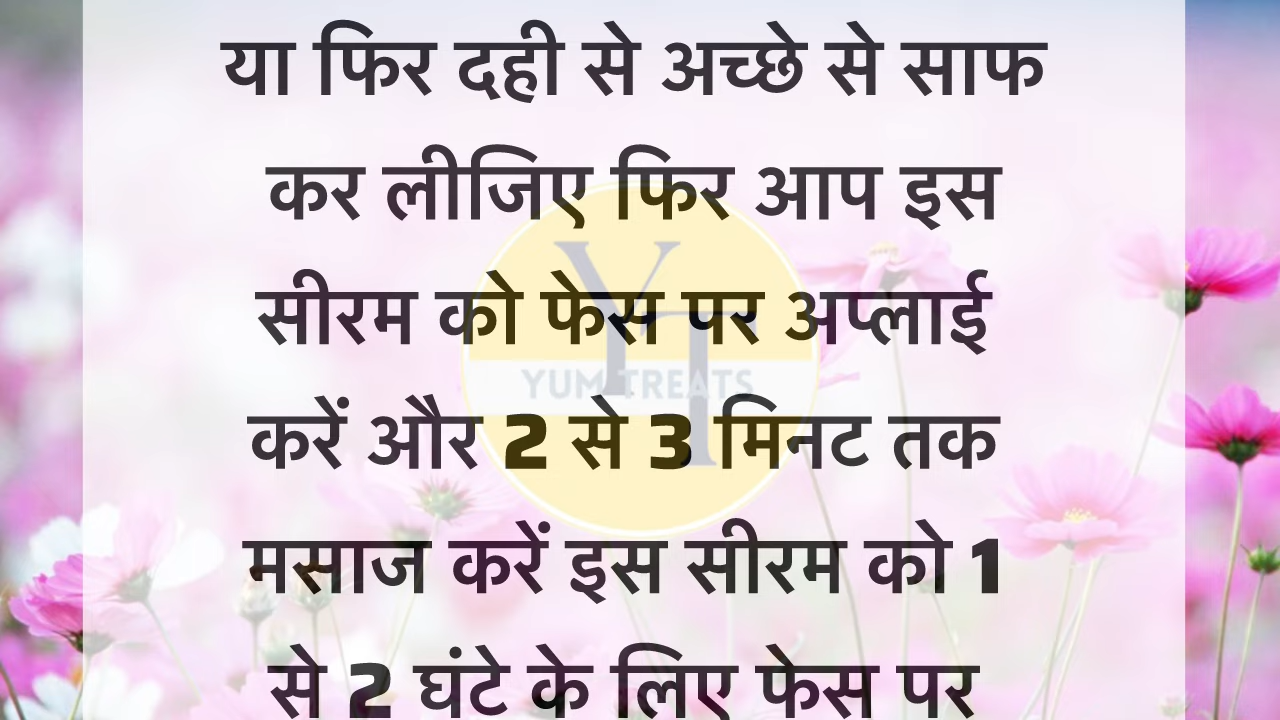 या फिर दही से अच्छे से साफ
कर लीजिए फिर आप इस
सीरम को फेस पर अप्लाई
YUM TREATS
करें और 2 से 3 मिनट तक
मसाज करें इस सीरम को 1
से 2 घंटे के लिए फेस पर